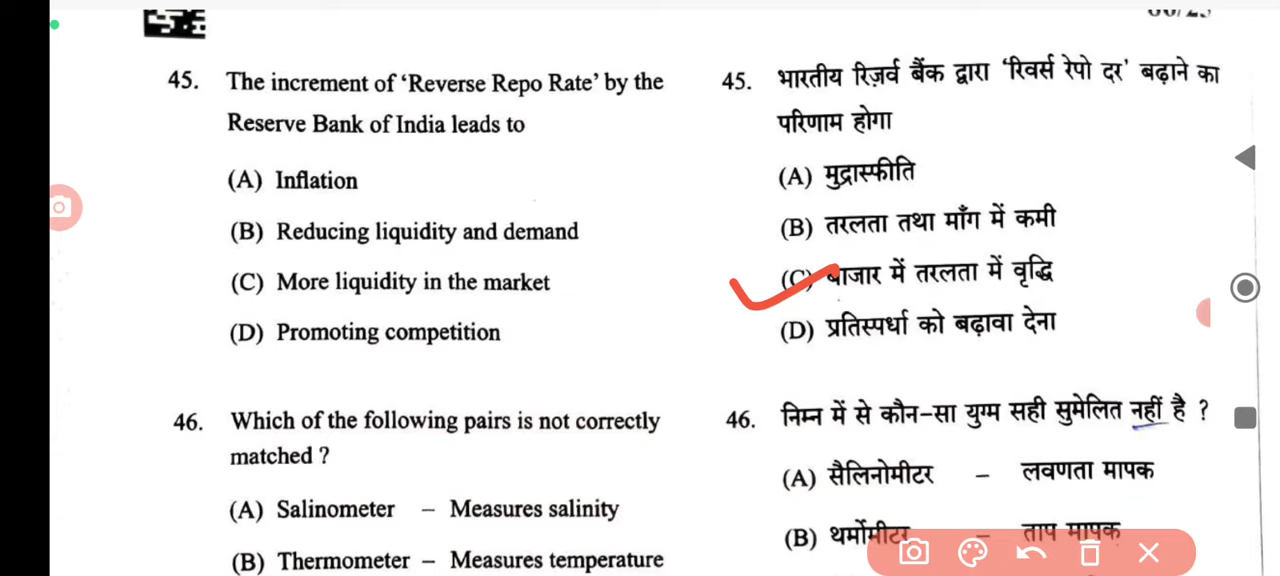 45. The increment of ‘Reverse Repo Rate’ by the
Reserve Bank of India leads to
(A) Inflation
(B) Reducing liquidity and demand
(C) More liquidity in the market
(D) Promoting competition
46. Which of the following pairs is not correctly
matched ?
(A) Salinometer – Measures salinity
(B) Thermometer – Measures temperature
45. भारतीय रिज़र्व बैंक द्वारा ‘रिवर्स रेपो दर’ बढ़ाने का
परिणाम होगा
(A) मुद्रास्फीति
(B) तरलता तथा माँग में कमी
(C) बाजार में तरलता में वृद्धि
(D) प्रतिस्पर्धा को बढ़ावा देना
46. निम्न में से कौन-सा युग्म सही सुमेलित नहीं है ?
(A) सैलिनोमीटर – लवणता मापक
(B) थर्मोमीटर – ताप मापक